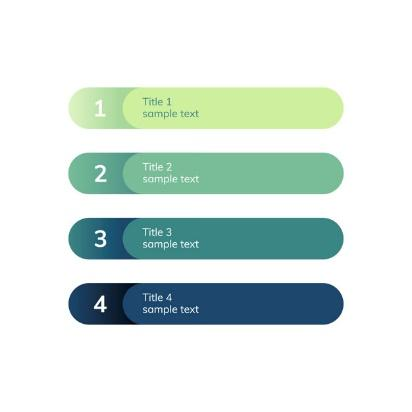 1
Title 1
sample text
2
Title 2
sample text
3
Title 3
sample text
4
Title 4
sample text